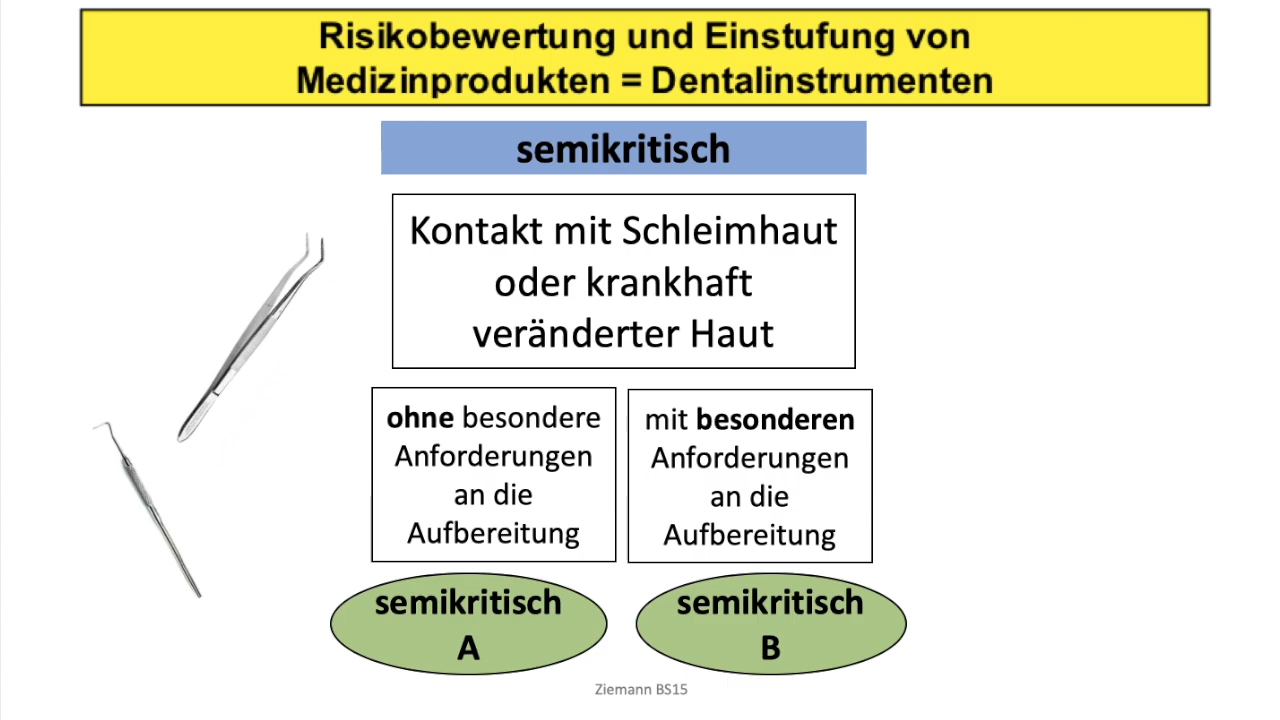 Risikobewertung und Einstufung von
Medizinprodukten = Dentalinstrumenten
semikritisch
Kontakt mit Schleimhaut
oder krankhaft
veränderter Haut
ohne besondere
Anforderungen
an die
Aufbereitung
mit besonderen
Anforderungen
an die
Aufbereitung
semikritisch
A
semikritisch
B
Ziemann BS15